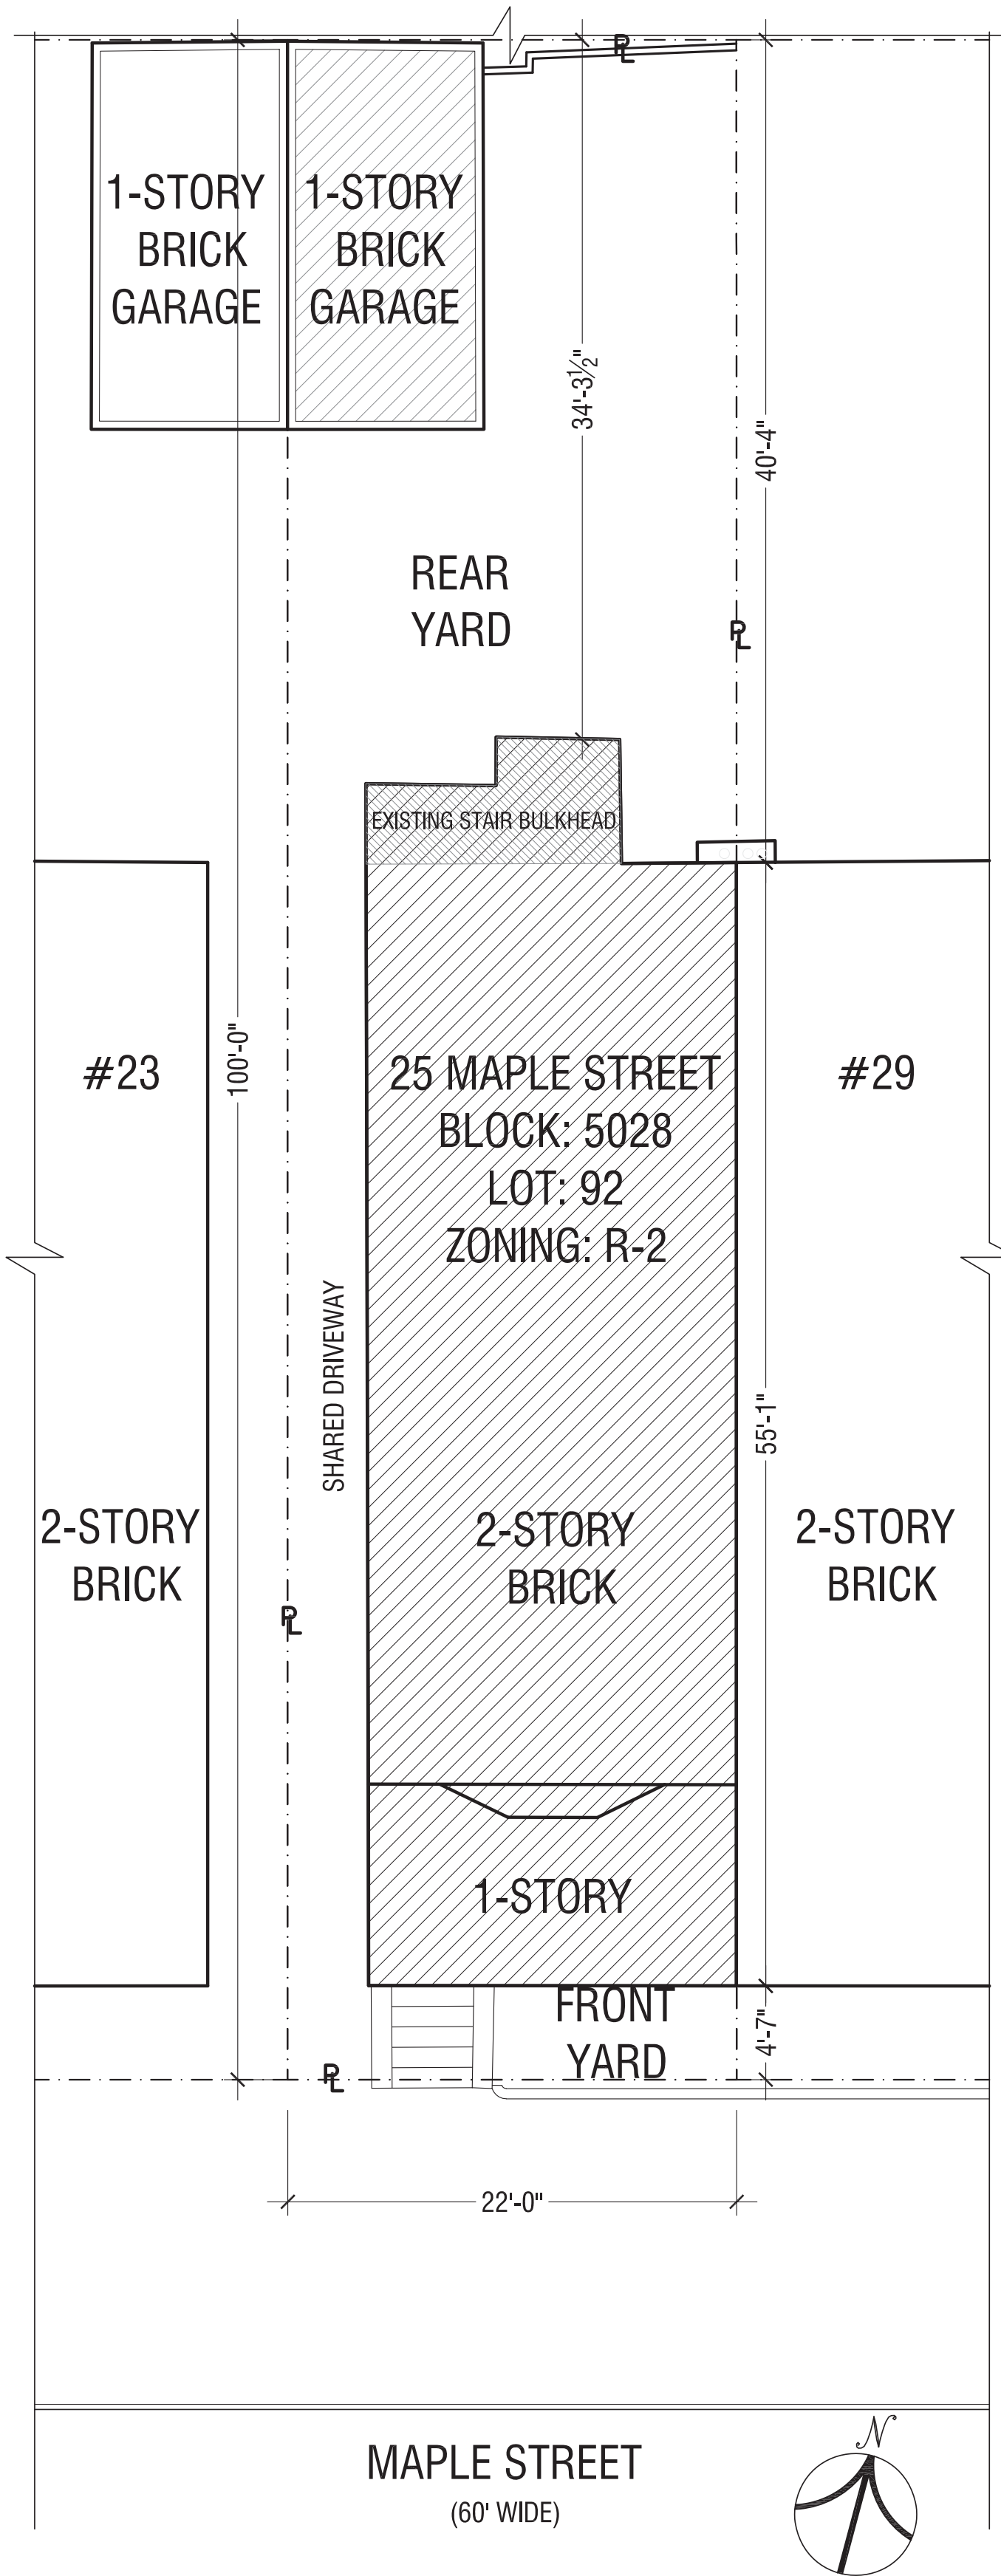 PL
1-STORY
BRICK
GARAGE
1-STORY
BRICK
GARAGE
34'-3½"
40'-4"
REAR
YARD
PL
EXISTING STAIR BULKHEAD
#23
100'-0"
25 MAPLE STREET
BLOCK: 5028
LOT: 92
ZONING: R-2
#29
SHARED DRIVEWAY
55'-1"
2-STORY
BRICK
2-STORY
BRICK
2-STORY
BRICK
PL
1-STORY
FRONT
YARD
4'-7"
PL
22'-0"
MAPLE STREET
(60' WIDE)
N